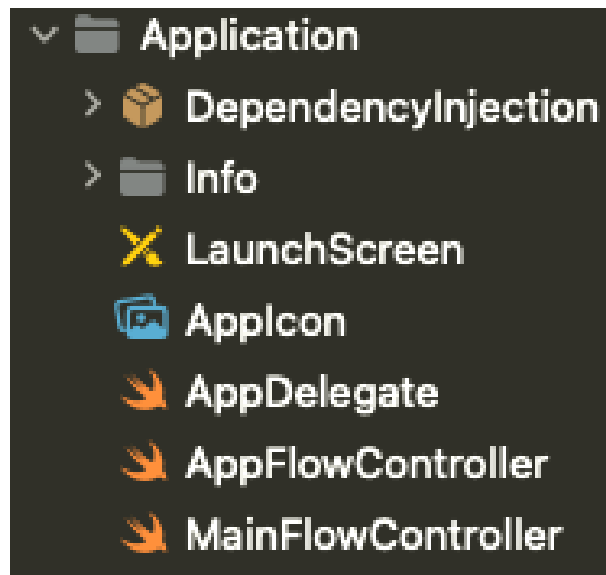 Application
DependencyInjection
Info
LaunchScreen
AppIcon
AppDelegate
AppFlowController
MainFlowController